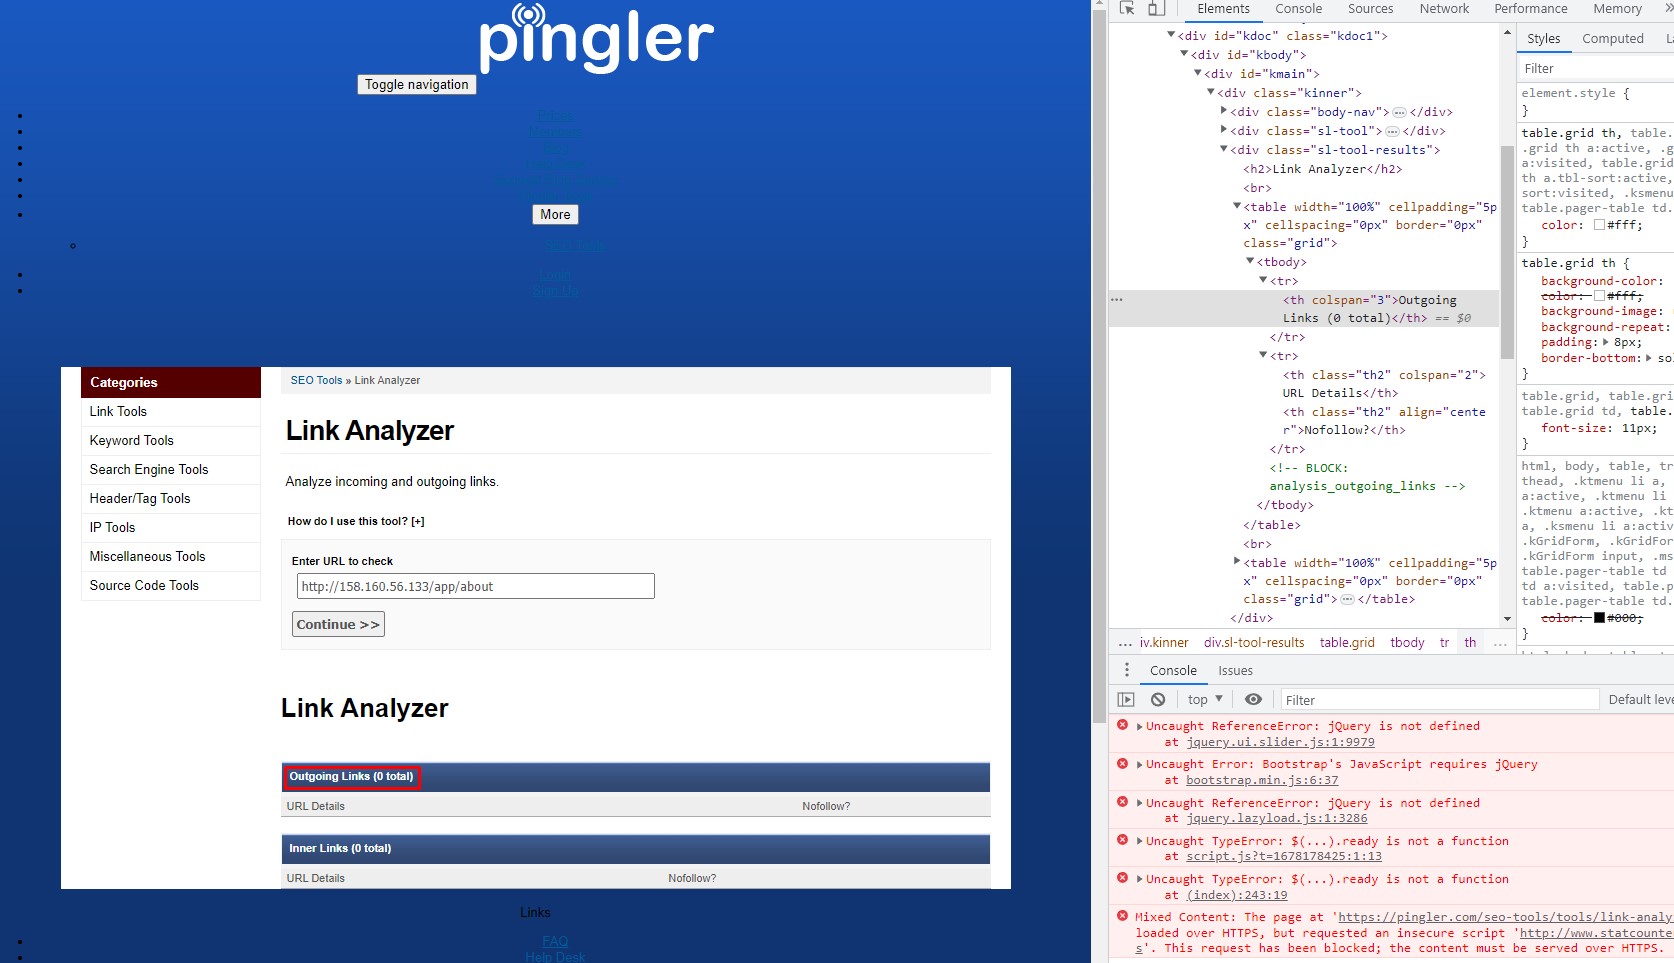 pingler
Toggle navigation
More
Login
Sign Up
Categories
Link Tools
Keyword Tools
Search Engine Tools
Header/Tag Tools
IP Tools
Miscellaneous Tools
Source Code Tools
SEO Tools » Link Analyzer
Link Analyzer
Analyze incoming and outgoing links.
How do I use this tool? [+]
Enter URL to check
http://158.160.56.133/app/about
Continue >>
Link Analyzer
Outgoing Links (0 total)
URL Details Nofollow?
Inner Links (0 total)
URL Details Nofollow?
Links
FAQ
Help Desk
Elements Console Sources Network Performance Memory
<div id="kdoc" class="kdoc1">
<div id="kbody">
<div id="kmain">
<div class="kinner">
<div class="body-nav"> … </div>
<div class="sl-tool"> … </div>
<div class="sl-tool-results">
<h2>Link Analyzer</h2>
<br>
<table width="100%" cellpadding="5p
x" cellspacing="0px" border="0px"
class="grid">
<tbody>
<tr>
<th colspan="3">Outgoing
Links (0 total)</th> == $0
</tr>
<tr>
<th class="th2" colspan="2">
URL Details</th>
<th class="th2" align="cente
r">Nofollow?</th>
</tr>
<!-- BLOCK:
analysis_outgoing_links -->
</tbody>
</table>
<br>
<table width="100%" cellpadding="5p
x" cellspacing="0px" border="0px"
class="grid"> … </table>
</div>
... iv.kinner div.sl-tool-results table.grid tbody tr th ...
Styles Computed La
Filter
element.style {
}
table.grid th, table.
.grid th a:active, .g
a:visited, table.grid
th a.tbl-sort:active,
sort:visited, .ksmenu
table.pager-table td.
color: #fff;
}
table.grid th {
background-color:
color: #fff;
background-image:
background-repeat:
padding: 8px;
border-bottom: so
}
table.grid, table.gri
table.grid td, table.
font-size: 11px;
}
html, body, table, tr
thead, .ktmenu li a,
a:active, .ktmenu li
.ktmenu a:active, .kt
a, .ksmenu li a:activ
.kGridForm, .kGridFor
.kGridForm input, .ms
table.pager-table td
td a:visited, table.p
table.pager-table td.
color: #000;
}
Console Issues
top Filter Default leve
Uncaught ReferenceError: jQuery is not defined
at jquery.ui.slider.js:1:9979
Uncaught Error: Bootstrap's JavaScript requires jQuery
at bootstrap.min.js:6:37
Uncaught ReferenceError: jQuery is not defined
at jquery.lazyload.js:1:3286
Uncaught TypeError: $(...).ready is not a function
at script.js?t=1678178425:1:13
Uncaught TypeError: $(...).ready is not a function
at (index):243:19
Mixed Content: The page at 'https://pingler.com/seo-tools/tools/link-analy
loaded over HTTPS, but requested an insecure script 'http://www.statcounte
s'. This request has been blocked; the content must be served over HTTPS.